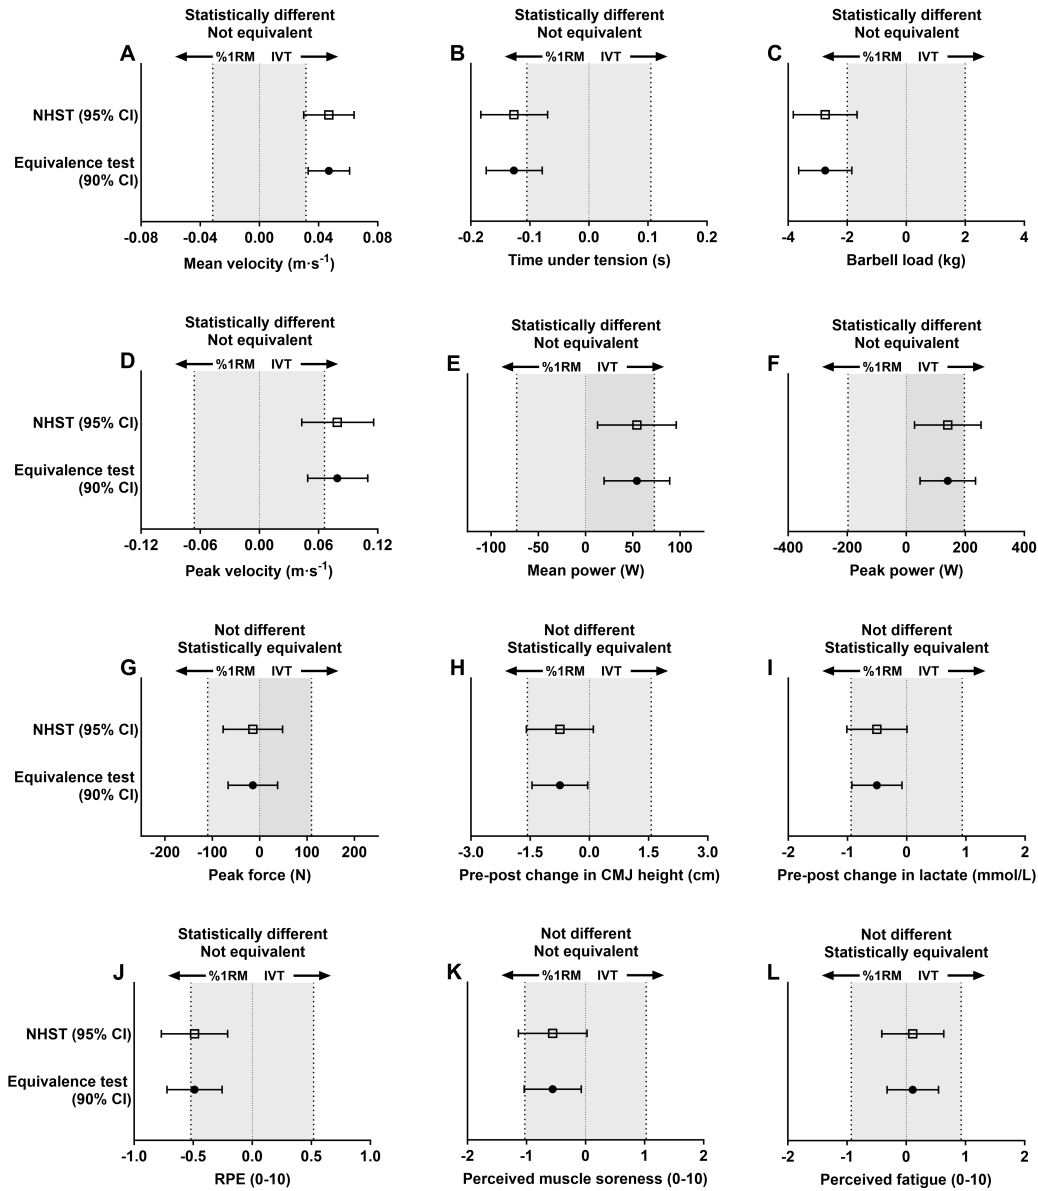 Statistically different
Not equivalent
A
%1RM IVT
NHST (95% CI)
Equivalence test
(90% CI)
-0.08 -0.04 0.00 0.04 0.08
Mean velocity (m·s-1)
Statistically different
Not equivalent
B
%1RM IVT
-0.2 -0.1 0.0 0.1 0.2
Time under tension (s)
Statistically different
Not equivalent
C
%1RM IVT
-4 -2 0 2 4
Barbell load (kg)
Statistically different
Not equivalent
D
%1RM IVT
NHST (95% CI)
Equivalence test
(90% CI)
-0.12 -0.06 0.00 0.06 0.12
Peak velocity (m·s-1)
Statistically different
Not equivalent
E
%1RM IVT
-100 -50 0 50 100
Mean power (W)
Statistically different
Not equivalent
F
%1RM IVT
-400 -200 0 200 400
Peak power (W)
Not different
Statistically equivalent
G
%1RM IVT
NHST (95% CI)
Equivalence test
(90% CI)
-200 -100 0 100 200
Peak force (N)
Not different
Statistically equivalent
H
%1RM IVT
-3.0 -1.5 0.0 1.5 3.0
Pre-post change in CMJ height (cm)
Not different
Statistically equivalent
I
%1RM IVT
-2 -1 0 1 2
Pre-post change in lactate (mmol/L)
Statistically different
Not equivalent
J
%1RM IVT
NHST (95% CI)
Equivalence test
(90% CI)
-1.0 -0.5 0.0 0.5 1.0
RPE (0-10)
Not different
Not equivalent
K
%1RM IVT
-2 -1 0 1 2
Perceived muscle soreness (0-10)
Not different
Statistically equivalent
L
%1RM IVT
-2 -1 0 1 2
Perceived fatigue (0-10)